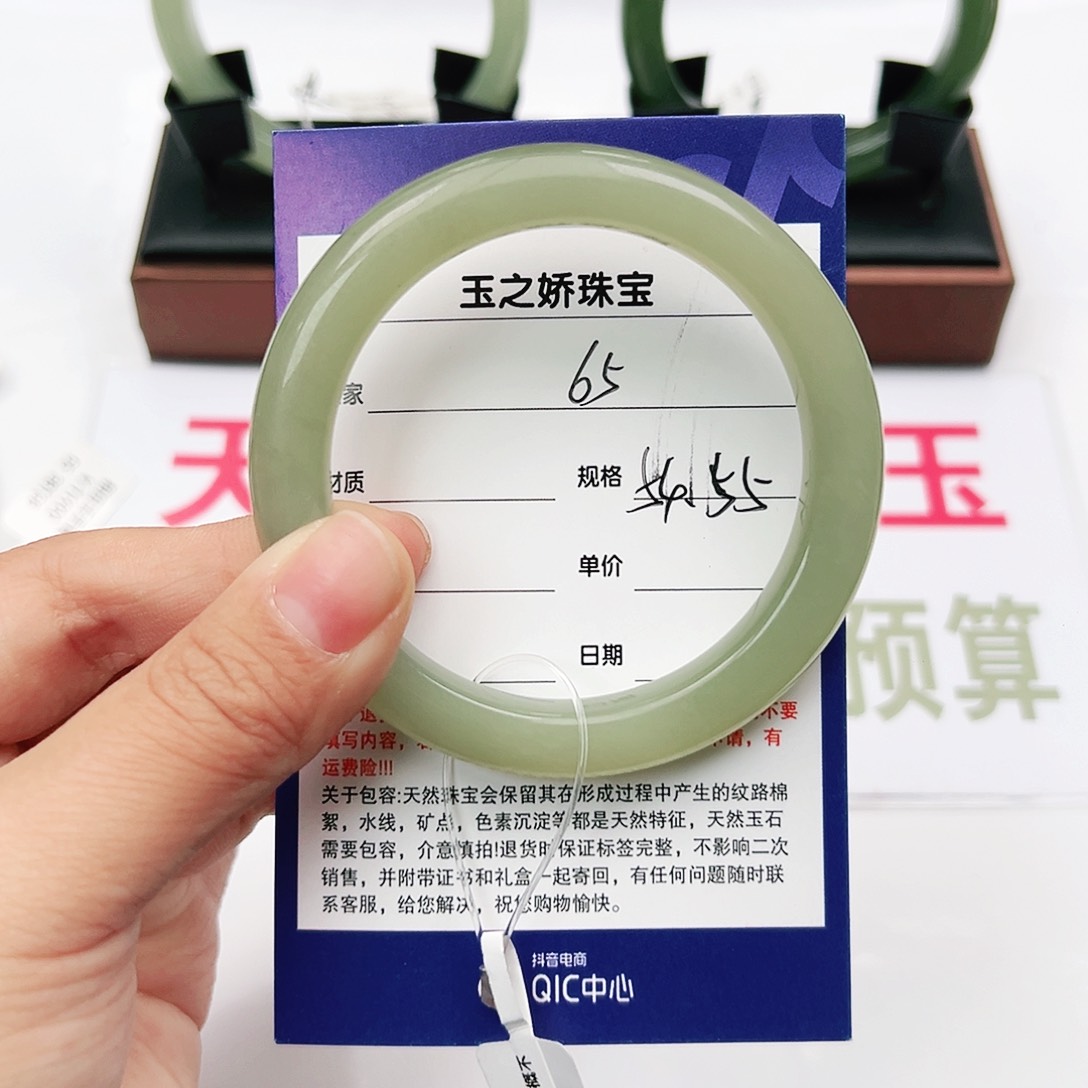 玉之娇珠宝
家 65
材质 规格 54.55
单价
日期
不要
填写内容， 有
运费险!!!
关于包容:天然珠宝会保留其在形成过程中产生的纹路棉
絮，水线，矿点，色素沉淀等都是天然特征，天然玉石
需要包容，介意慎拍!退货时保证标签完整，不影响二次
销售，并附带证书和礼盒一起寄回，有任何问题随时联
系客服，给您解决，祝您购物愉快。
抖音电商
QIC中心
天 玉
预算